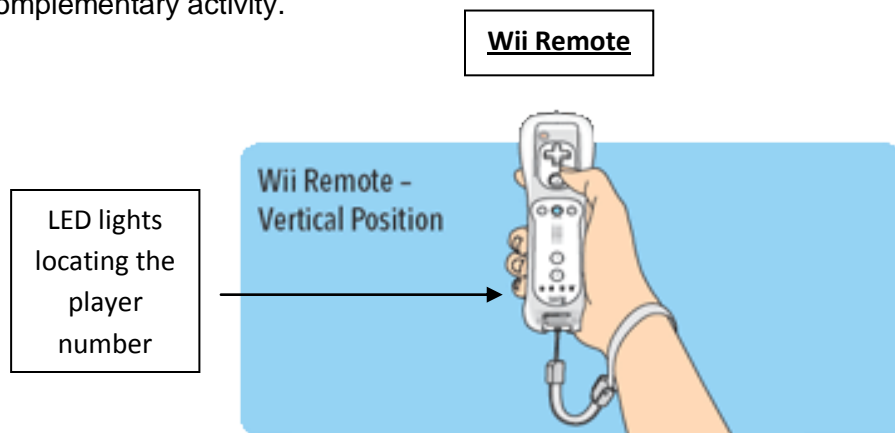 omplementary activity.
Wii Remote
Wii Remote –
Vertical Position
LED lights
locating the
player
number